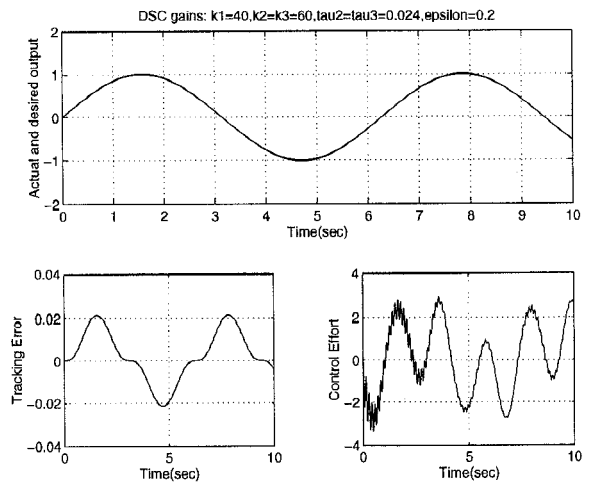 DSC gains: k1=40,k2=k3=60,tau2=tau3=0.024,epsilon=0.2
Actual and desired output
2
1
0
−1
−2
0 1 2 3 4 5 6 7 8 9 10
Time(sec)
Tracking Error
0.04
0.02
0
−0.02
−0.04
0 5 10
Time(sec)
Control Effort
4
2
0
−2
−4
0 5 10
Time(sec)